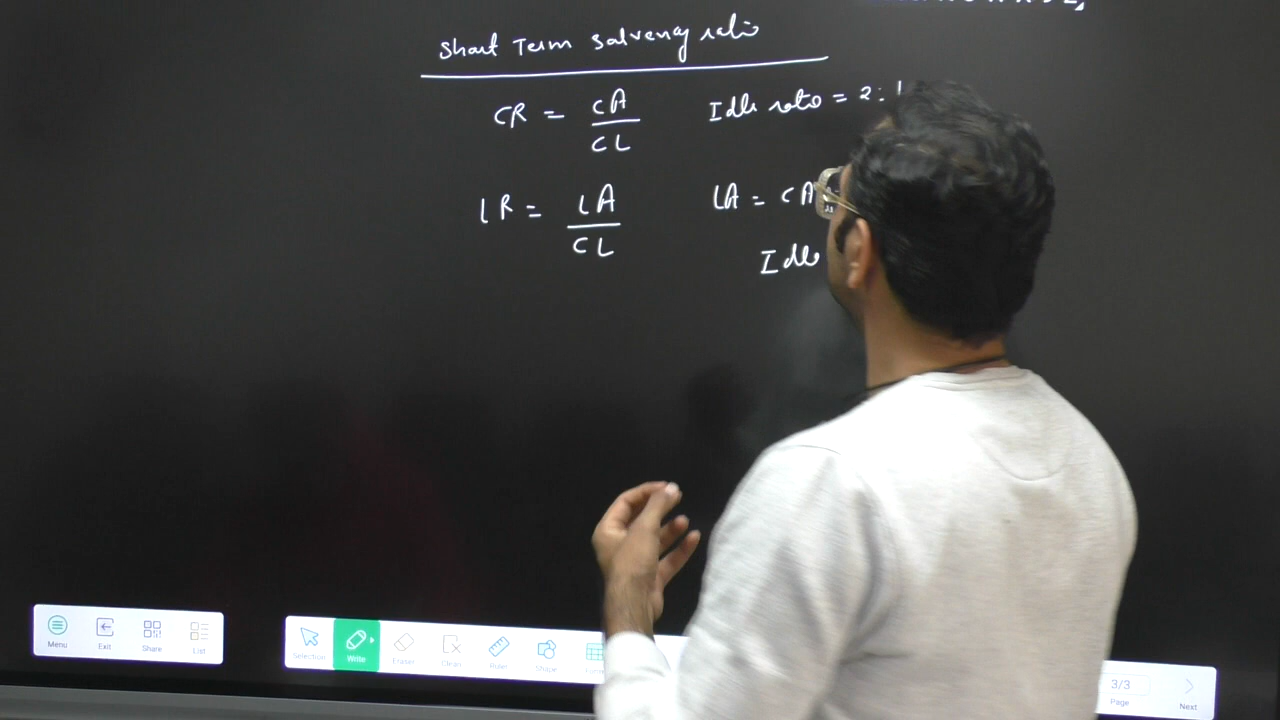 Short Term Solvency ratio
CR = CA / CL Idle ratio = 2:1
LR = LA / CL LA = CA
Idle
Menu Exit Share List
Selection Write Eraser Clean Ruler Shape
3/3 Page Next